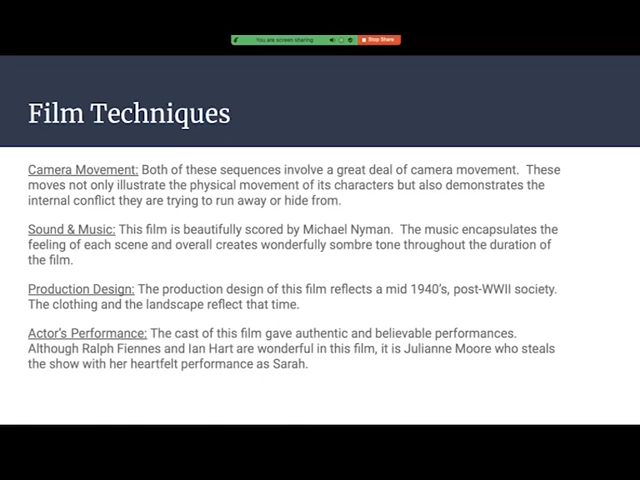 You are screen sharing
Stop Share
Film Techniques
Camera Movement: Both of these sequences involve a great deal of camera movement.  These
moves not only illustrate the physical movement of its characters but also demonstrates the
internal conflict they are trying to run away or hide from.
Sound & Music: This film is beautifully scored by Michael Nyman.  The music encapsulates the
feeling of each scene and overall creates wonderfully sombre tone throughout the duration of
the film.
Production Design: The production design of this film reflects a mid 1940's, post-WWII society.
The clothing and the landscape reflect that time.
Actor's Performance: The cast of this film gave authentic and believable performances.
Although Ralph Fiennes and Ian Hart are wonderful in this film, it is Julianne Moore who steals
the show with her heartfelt performance as Sarah.